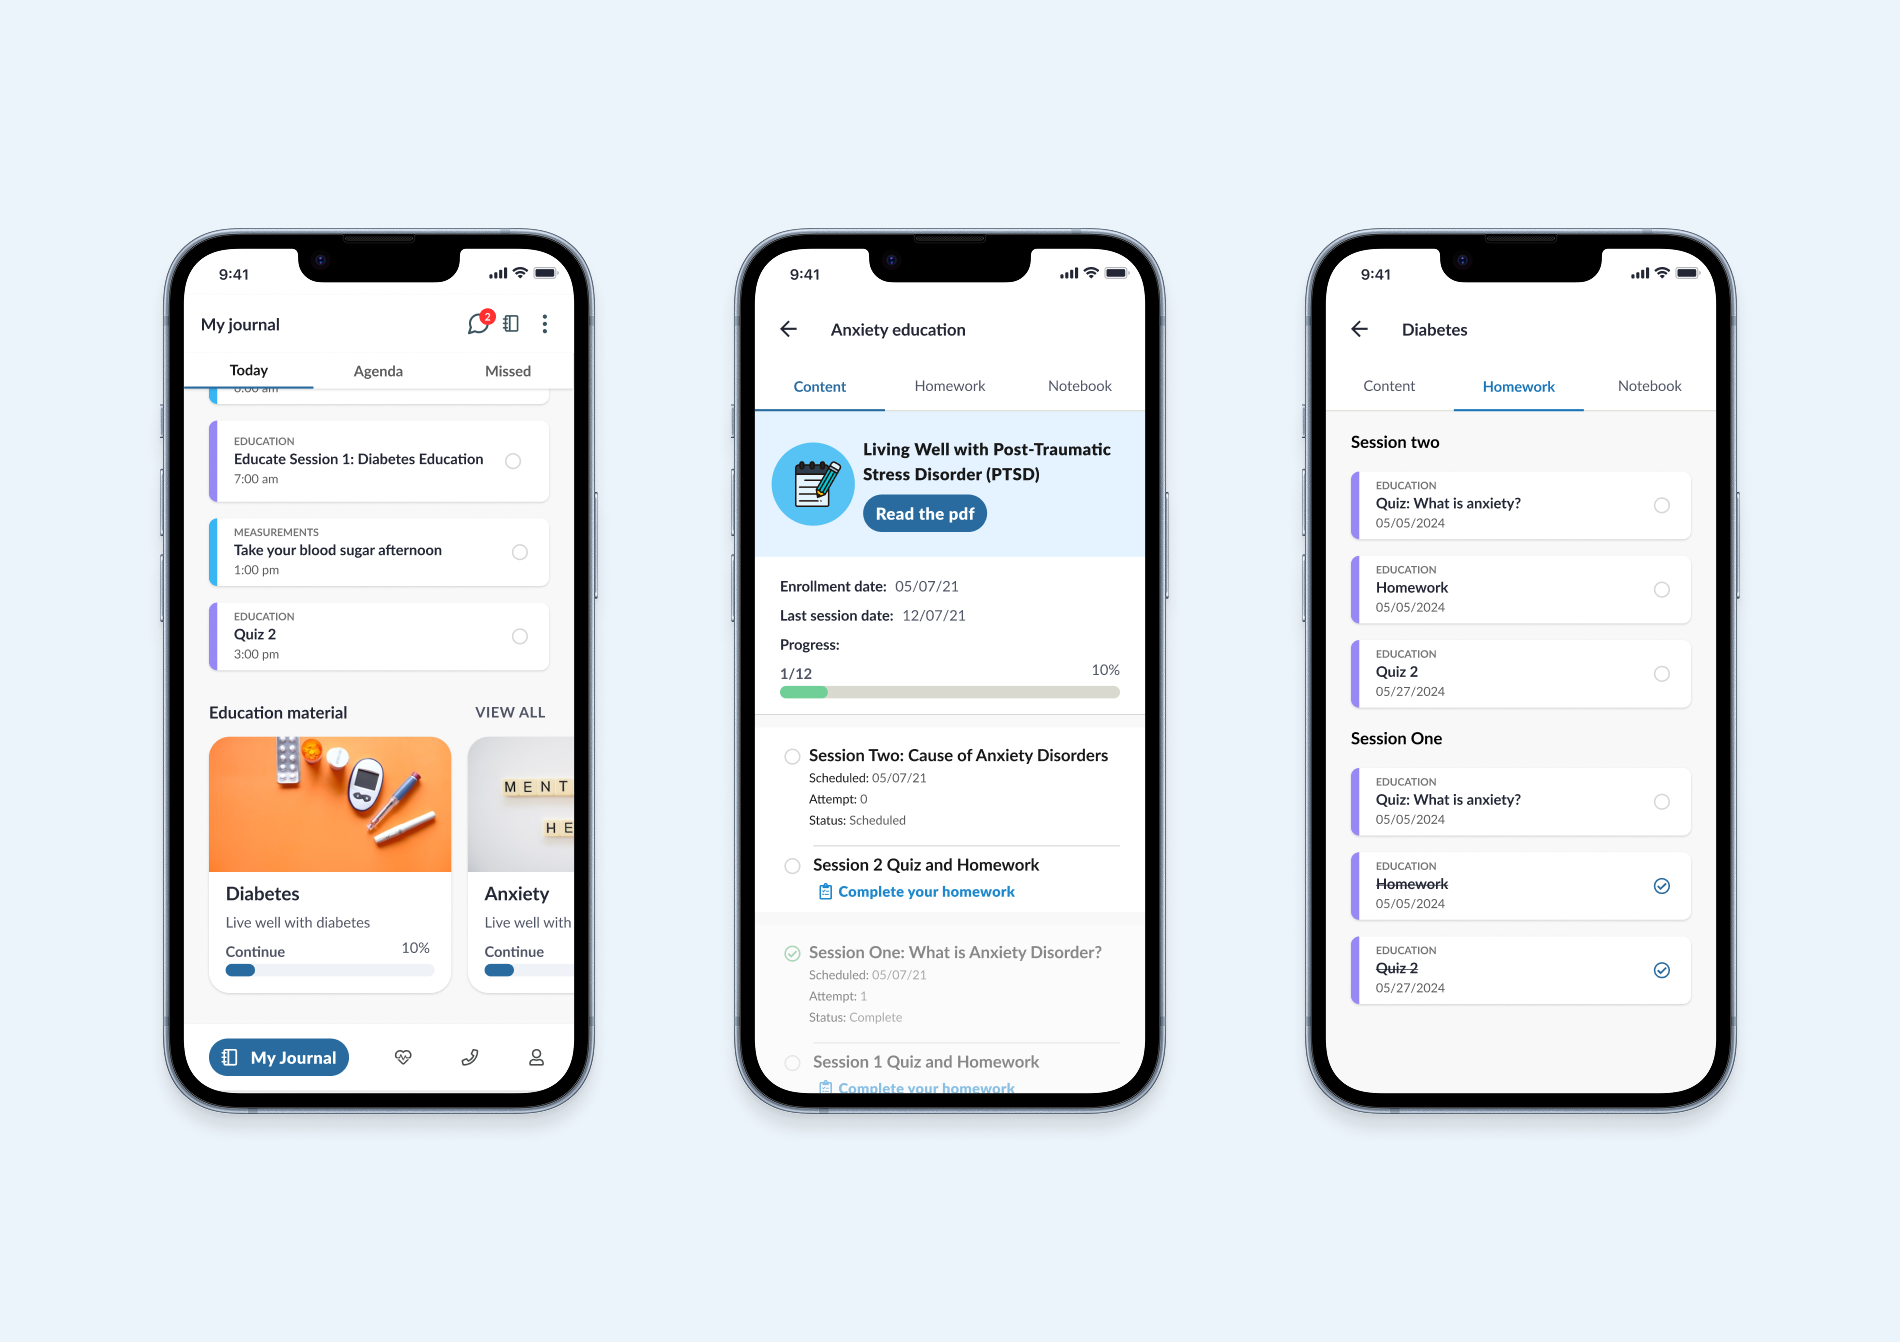 9:41
My journal
2
Today
Agenda
Missed
EDUCATION
Educate Session 1: Diabetes Education
7:00 am
MEASUREMENTS
Take your blood sugar afternoon
1:00 pm
EDUCATION
Quiz 2
3:00 pm
Education material
VIEW ALL
MENT
HE
Diabetes
Live well with diabetes
Continue
10%
Anxiety
Live well with
Continue
My Journal
9:41
Anxiety education
Content
Homework
Notebook
Living Well with Post-Traumatic
Stress Disorder (PTSD)
Read the pdf
Enrollment date: 05/07/21
Last session date: 12/07/21
Progress:
1/12
10%
Session Two: Cause of Anxiety Disorders
Scheduled: 05/07/21
Attempt: 0
Status: Scheduled
Session 2 Quiz and Homework
Complete your homework
Session One: What is Anxiety Disorder?
Scheduled: 05/07/21
Attempt: 1
Status: Complete
Session 1 Quiz and Homework
Complete your homework
9:41
Diabetes
Content
Homework
Notebook
Session two
EDUCATION
Quiz: What is anxiety?
05/05/2024
EDUCATION
Homework
05/05/2024
EDUCATION
Quiz 2
05/27/2024
Session One
EDUCATION
Quiz: What is anxiety?
05/05/2024
EDUCATION
Homework
05/05/2024
EDUCATION
Quiz 2
05/27/2024